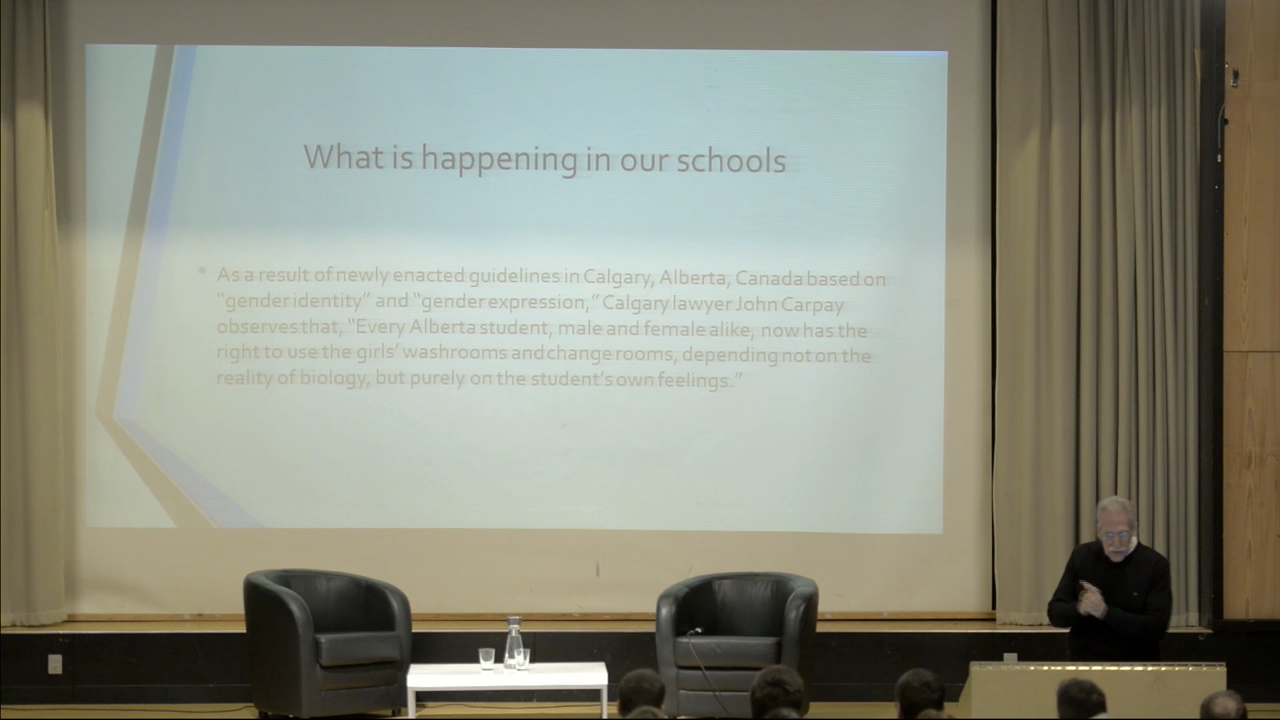 What is happening in our schools
As a result of newly enacted guidelines in Calgary, Alberta, Canada based on
“gender identity” and “gender expression,” Calgary lawyer John Carpay
observes that, “Every Alberta student, male and female alike, now has the
right to use the girls’ washrooms and change rooms, depending not on the
reality of biology, but purely on the student’s own feelings.”